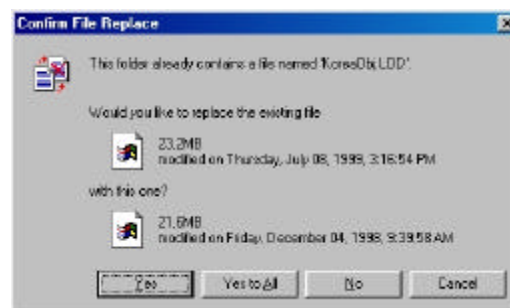 Confirm File Replace
This folder already contains a file named 'KoreaObj.LOD'.
Would you like to replace the existing file
23.2MB
modified on Thursday, July 08, 1999, 3:16:54 PM
with this one?
21.6MB
modified on Friday, December 04, 1998, 9:39:58 AM
Yes
Yes to All
No
Cancel